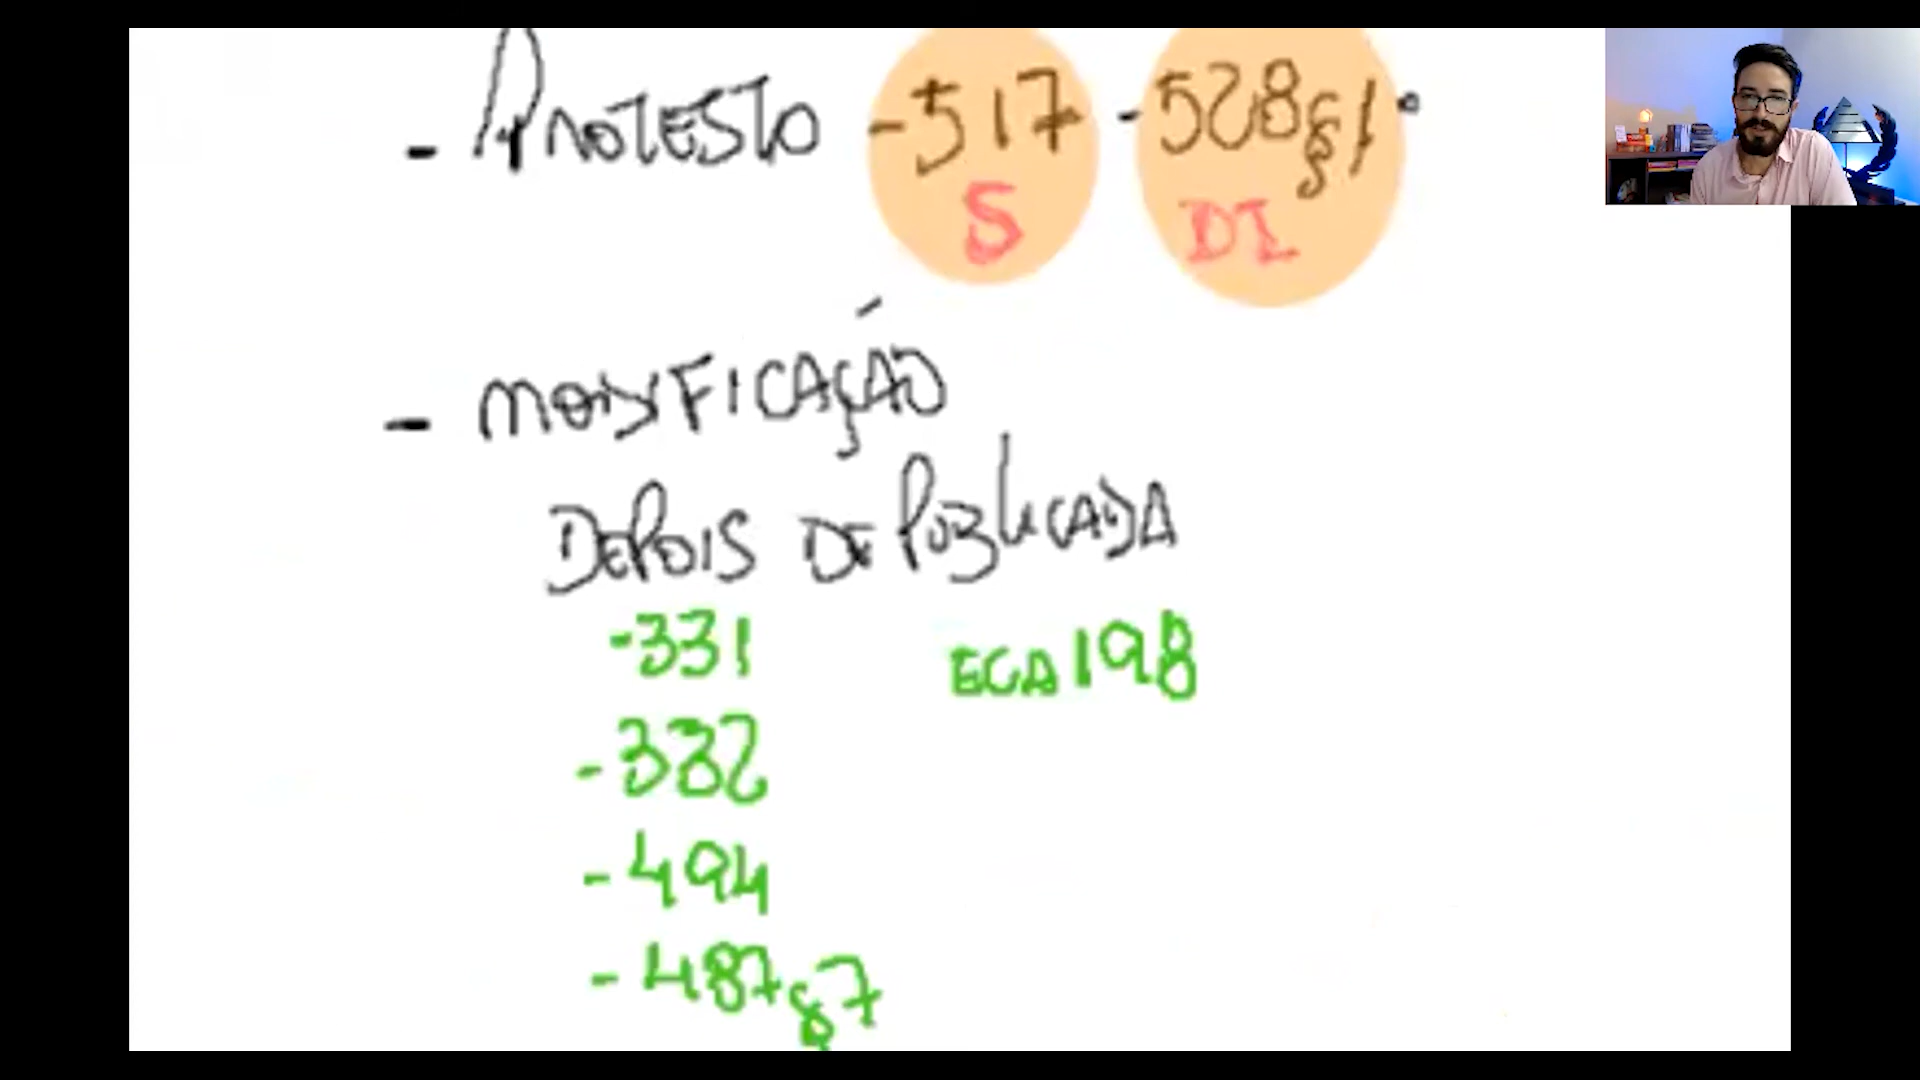 - PROTESTO -517 -528§1º
S DI
- MODIFICAÇÃO
DEPOIS DE PUBLICADA
-331 ECA 198
-332
-494
-487§7